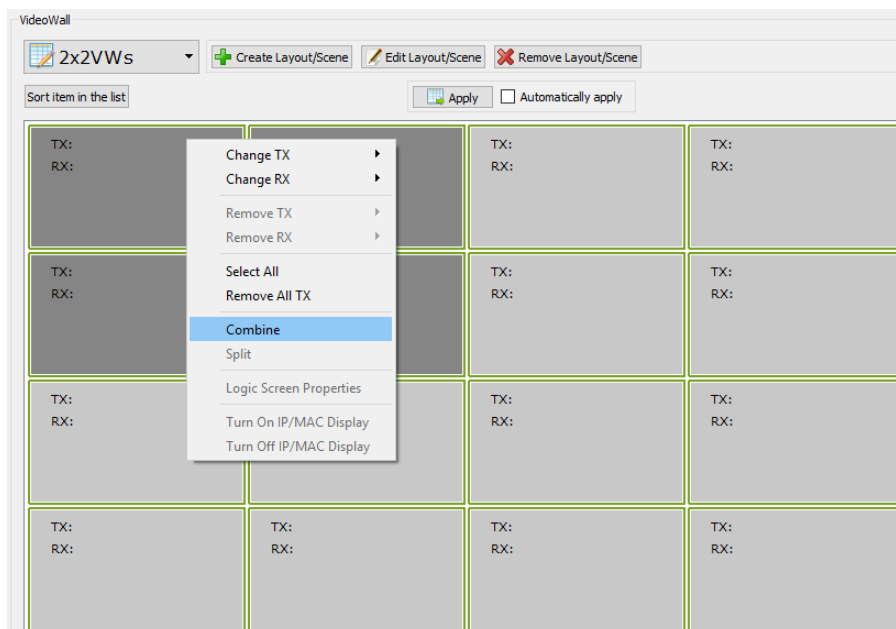 VideoWall
2x2VWs
Create Layout/Scene
Edit Layout/Scene
Remove Layout/Scene
Sort item in the list
Apply
Automatically apply
TX:
RX:
TX:
RX:
TX:
RX:
Change TX
Change RX
Remove TX
Remove RX
Select All
Remove All TX
Combine
Split
Logic Screen Properties
Turn On IP/MAC Display
Turn Off IP/MAC Display
TX:
RX:
TX:
RX:
TX:
RX:
TX:
RX:
TX:
RX:
TX:
RX:
TX:
RX:
TX:
RX:
TX:
RX:
TX:
RX: